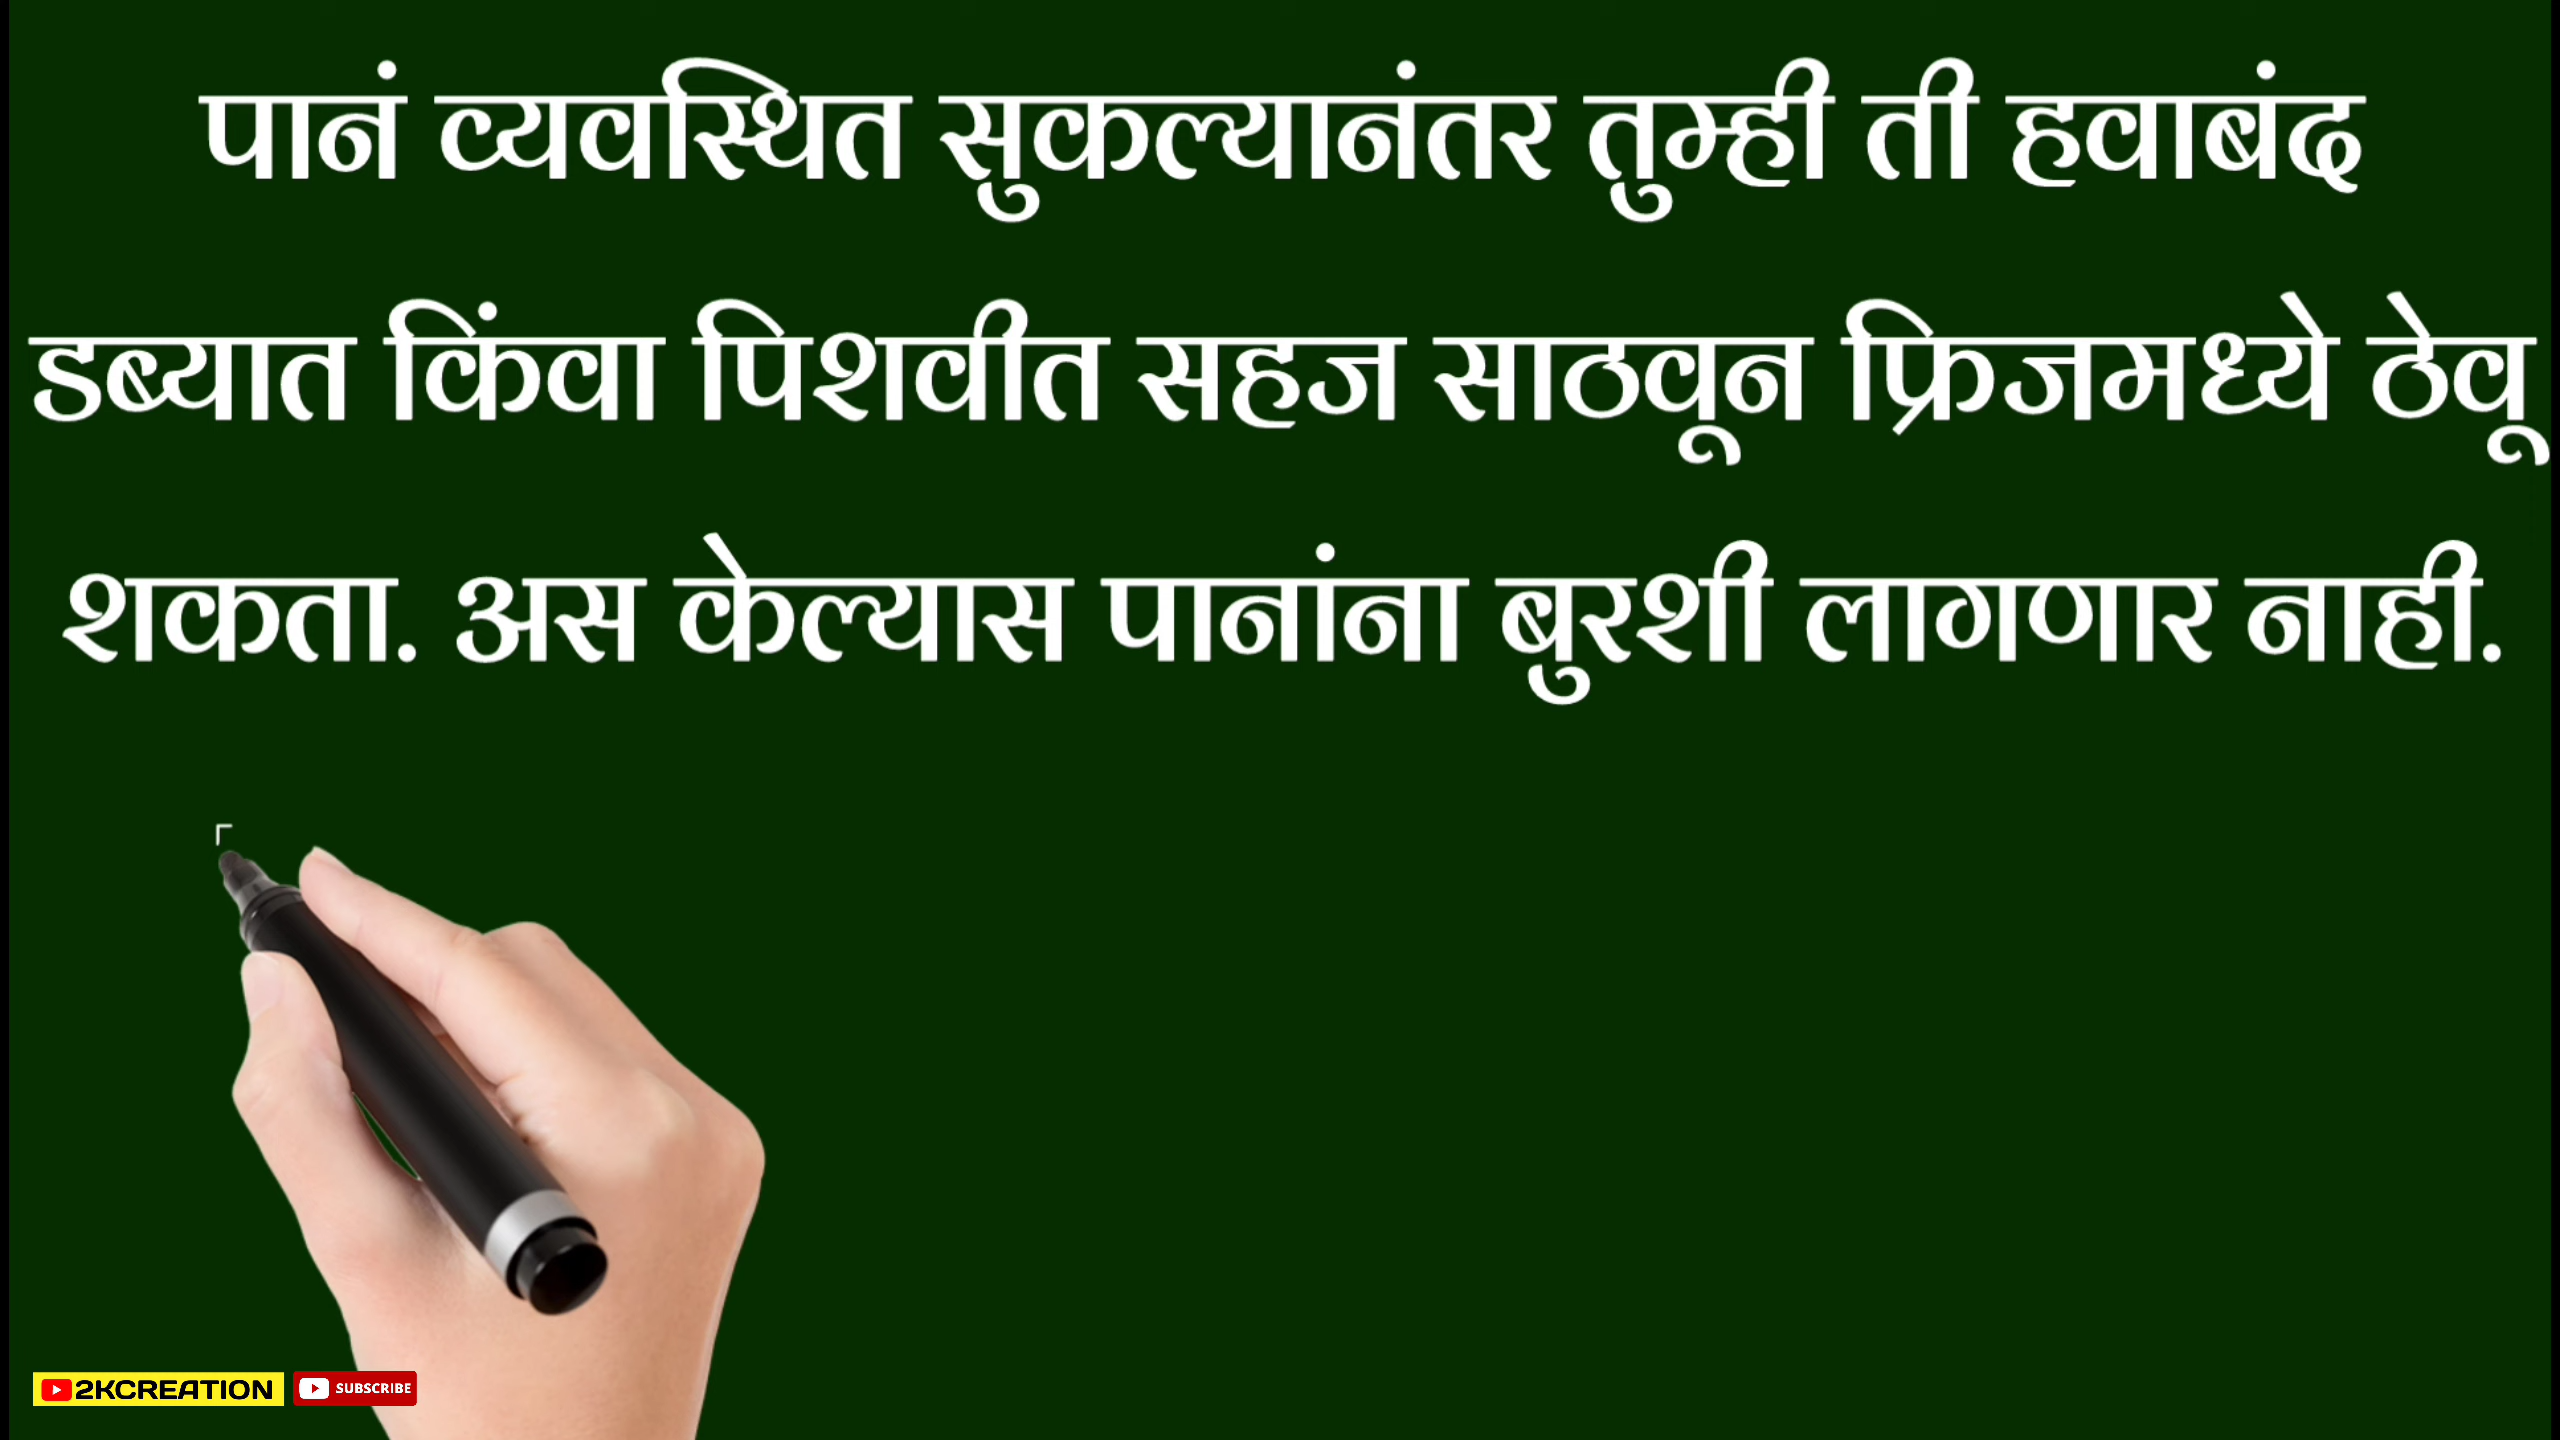 पानं व्यवस्थित सुकल्यानंतर तुम्ही ती हवाबंद
डब्यात किंवा पिशवीत सहज साठवून फ्रिजमध्ये ठेवू
शकता. अस केल्यास पानांना बुरशी लागणार नाही.
2KCREATION SUBSCRIBE